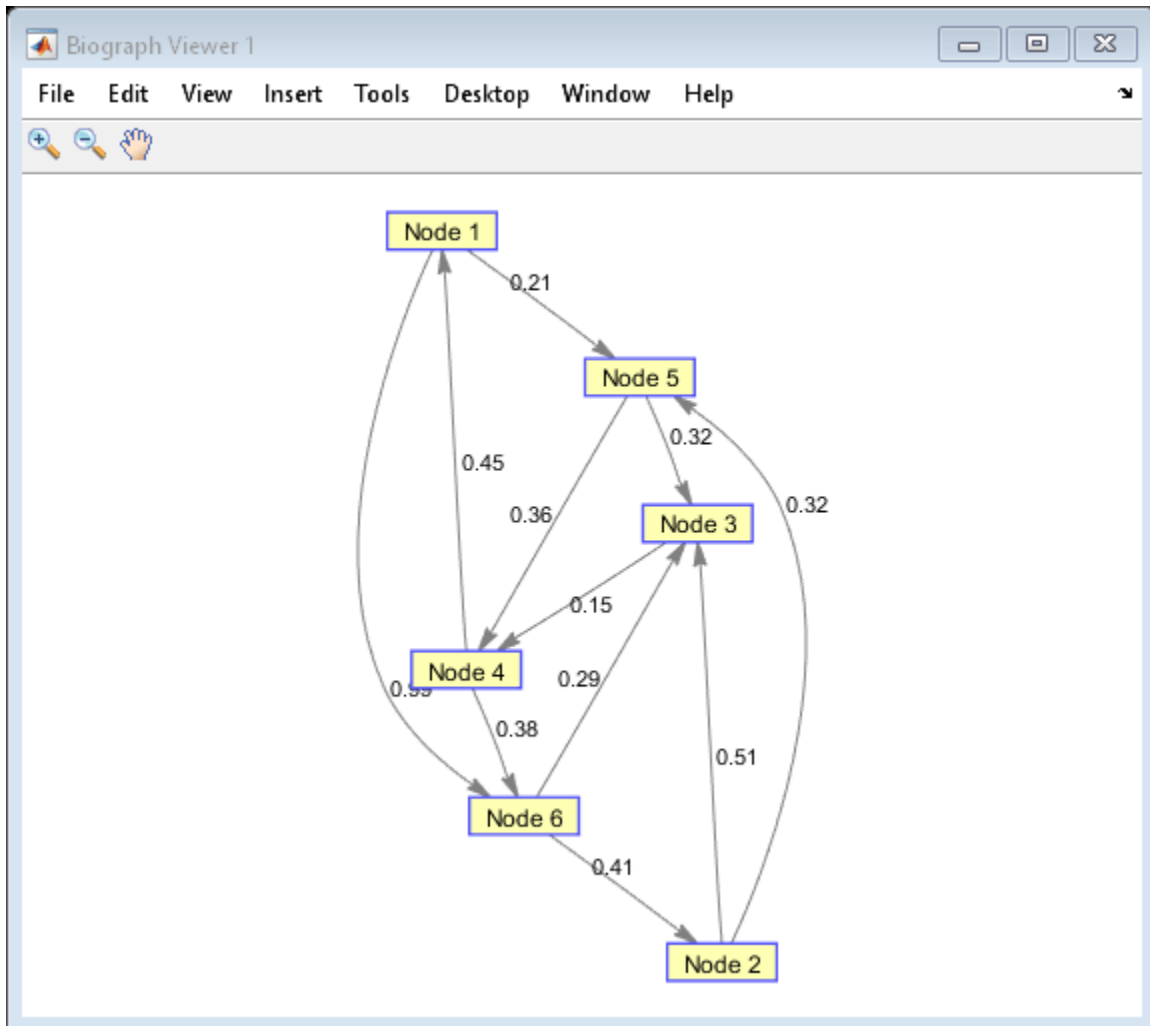 Biograph Viewer 1
File Edit View Insert Tools Desktop Window Help
Node 1
0.21
Node 5
0.32
0.45
0.32
0.36
Node 3
0.15
Node 4
0.29
0.99
0.38
0.51
Node 6
0.41
Node 2